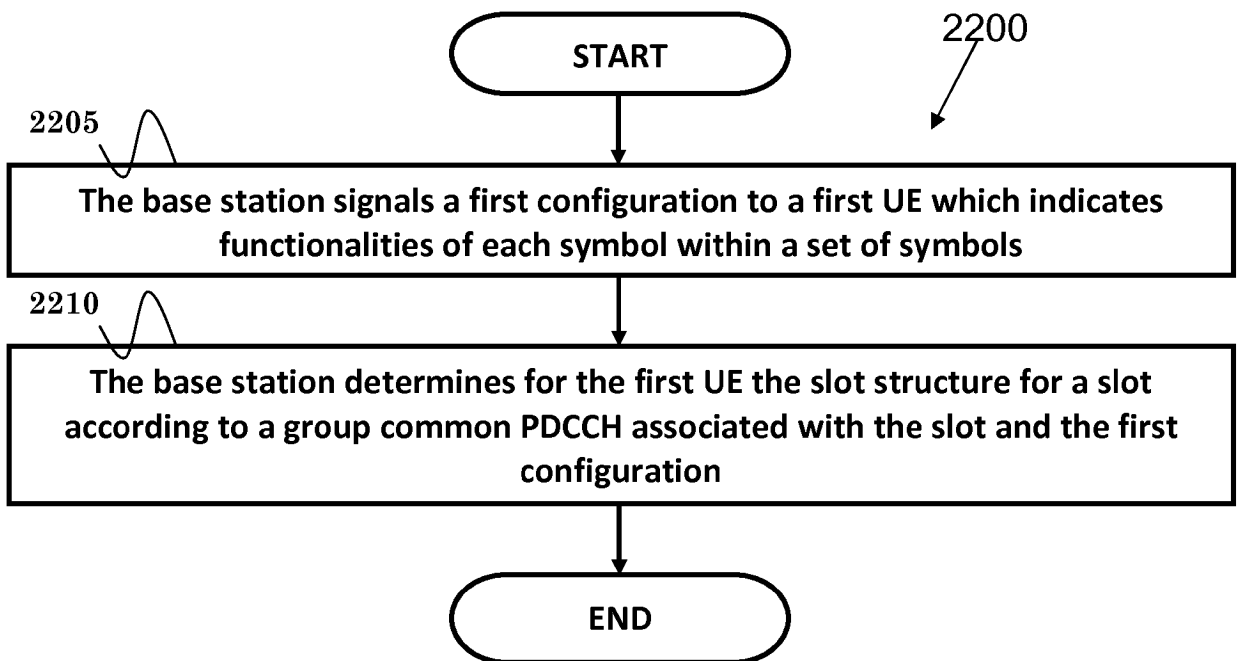 START
2200
2205
The base station signals a first configuration to a first UE which indicates
functionalities of each symbol within a set of symbols
2210
The base station determines for the first UE the slot structure for a slot
according to a group common PDCCH associated with the slot and the first
configuration
END